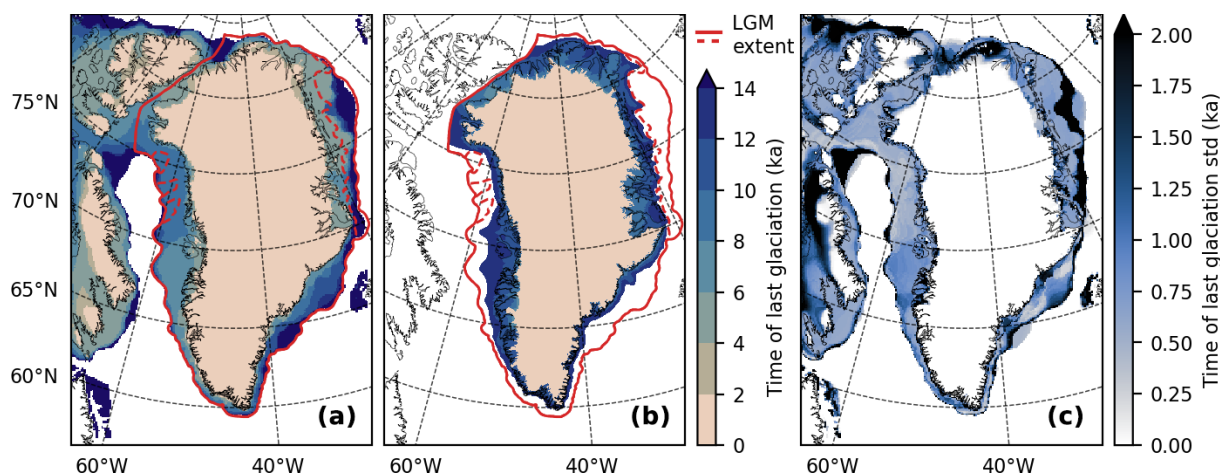 75°N
70°N
65°N
60°N
60°W
40°W
(a)
60°W
40°W
(b)
LGM
extent
14
12
10
8
6
4
2
0
Time of last glaciation (ka)
60°W
40°W
(c)
2.00
1.75
1.50
1.25
1.00
0.75
0.50
0.25
0.00
Time of last glaciation std (ka)